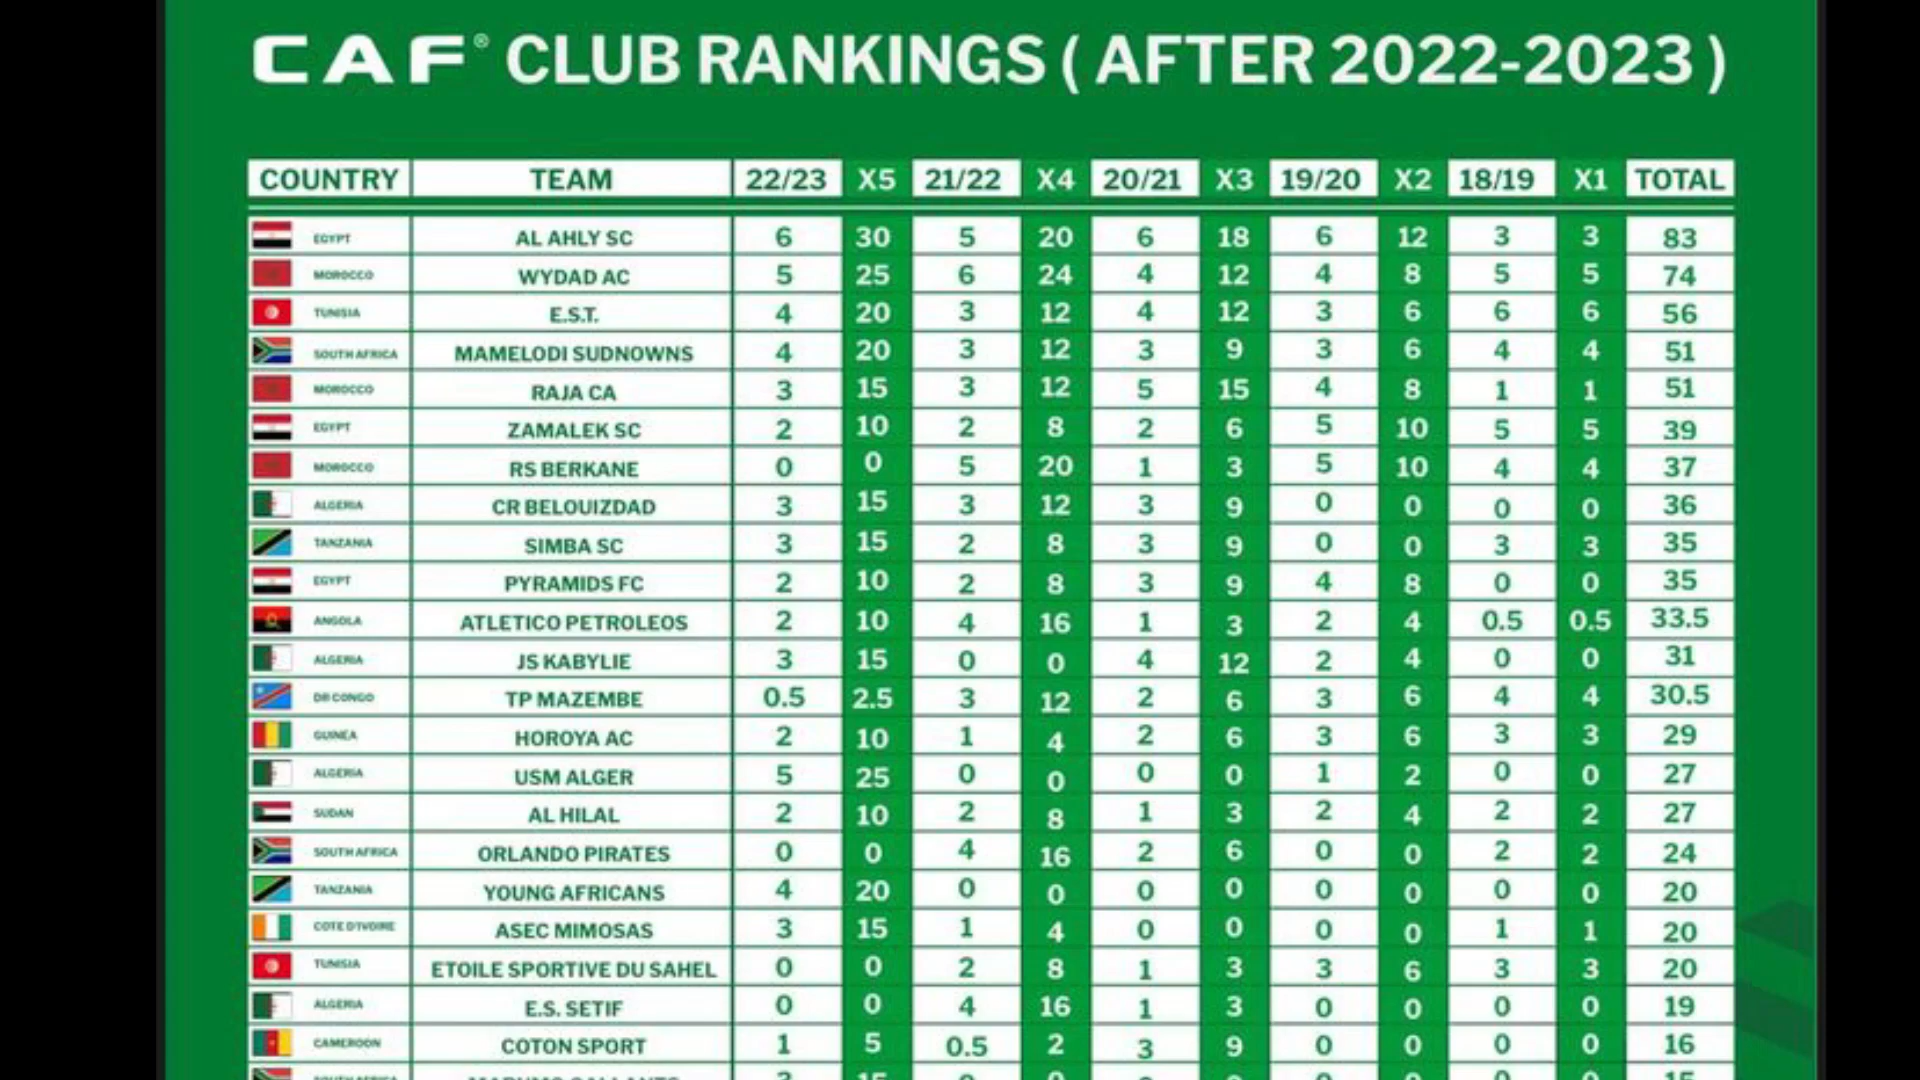 CAF® CLUB RANKINGS ( AFTER 2022-2023 )
COUNTRY TEAM 22/23 X5 21/22 X4 20/21 X3 19/20 X2 18/19 X1 TOTAL
EGYPT AL AHLY SC 6 30 5 20 6 18 6 12 3 3 83
MOROCCO WYDAD AC 5 25 6 24 4 12 4 8 5 5 74
TUNISIA E.S.T. 4 20 3 12 4 12 3 6 6 6 56
SOUTH AFRICA MAMELODI SUDNOWNS 4 20 3 12 3 9 3 6 4 4 51
MOROCCO RAJA CA 3 15 3 12 5 15 4 8 1 1 51
EGYPT ZAMALEK SC 2 10 2 8 2 6 5 10 5 5 39
MOROCCO RS BERKANE 0 0 5 20 1 3 5 10 4 4 37
ALGERIA CR BELOUIZDAD 3 15 3 12 3 9 0 0 0 0 36
TANZANIA SIMBA SC 3 15 2 8 3 9 0 0 3 3 35
EGYPT PYRAMIDS FC 2 10 2 8 3 9 4 8 0 0 35
ANGOLA ATLETICO PETROLEOS 2 10 4 16 1 3 2 4 0.5 0.5 33.5
ALGERIA JS KABYLIE 3 15 0 0 4 12 2 4 0 0 31
DR CONGO TP MAZEMBE 0.5 2.5 3 12 2 6 3 6 4 4 30.5
GUINEA HOROYA AC 2 10 1 4 2 6 3 6 3 3 29
ALGERIA USM ALGER 5 25 0 0 0 0 1 2 0 0 27
SUDAN AL HILAL 2 10 2 8 1 3 2 4 2 2 27
SOUTH AFRICA ORLANDO PIRATES 0 0 4 16 2 6 0 0 2 2 24
TANZANIA YOUNG AFRICANS 4 20 0 0 0 0 0 0 0 0 20
COTE D'IVOIRE ASEC MIMOSAS 3 15 1 4 0 0 0 0 1 1 20
TUNISIA ETOILE SPORTIVE DU SAHEL 0 0 2 8 1 3 3 6 3 3 20
ALGERIA E.S. SETIF 0 0 4 16 1 3 0 0 0 0 19
CAMEROON COTON SPORT 1 5 0.5 2 3 9 0 0 0 0 16